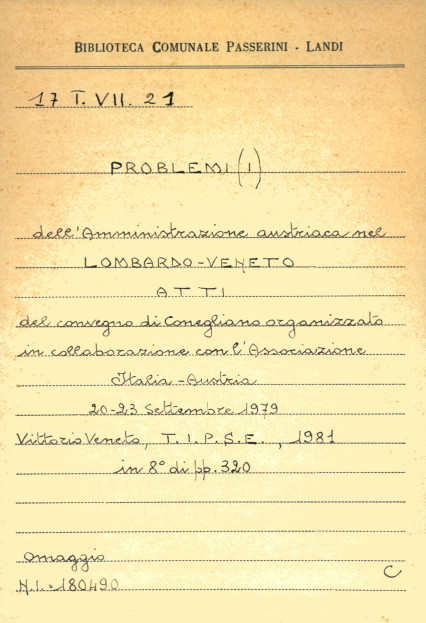 BIBLIOTECA COMUNALE PASSERINI - LANDI
17 T. VII. 21
PROBLEMI (I)
dell'Amministrazione austriaca nel
LOMBARDO-VENETO
ATTI
del convegno di Conegliano organizzato
in collaborazione con l'Associazione
Italia-Austria
20-23 Settembre 1979
Vittorio Veneto, T.I.P.S.E., 1981
in 8° di pp. 320
omaggio
N.I.=180490
C